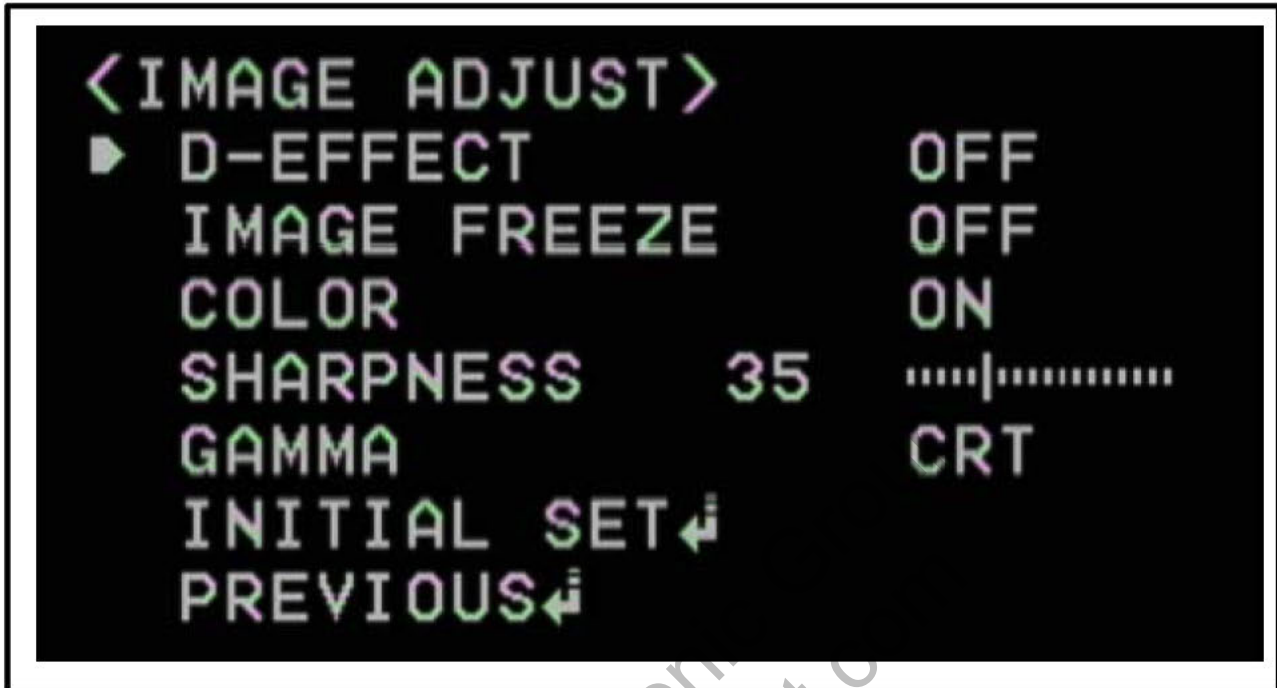 <IMAGE ADJUST>
D-EFFECT OFF
IMAGE FREEZE OFF
COLOR ON
SHARPNESS 35
GAMMA CRT
INITIAL SET
PREVIOUS